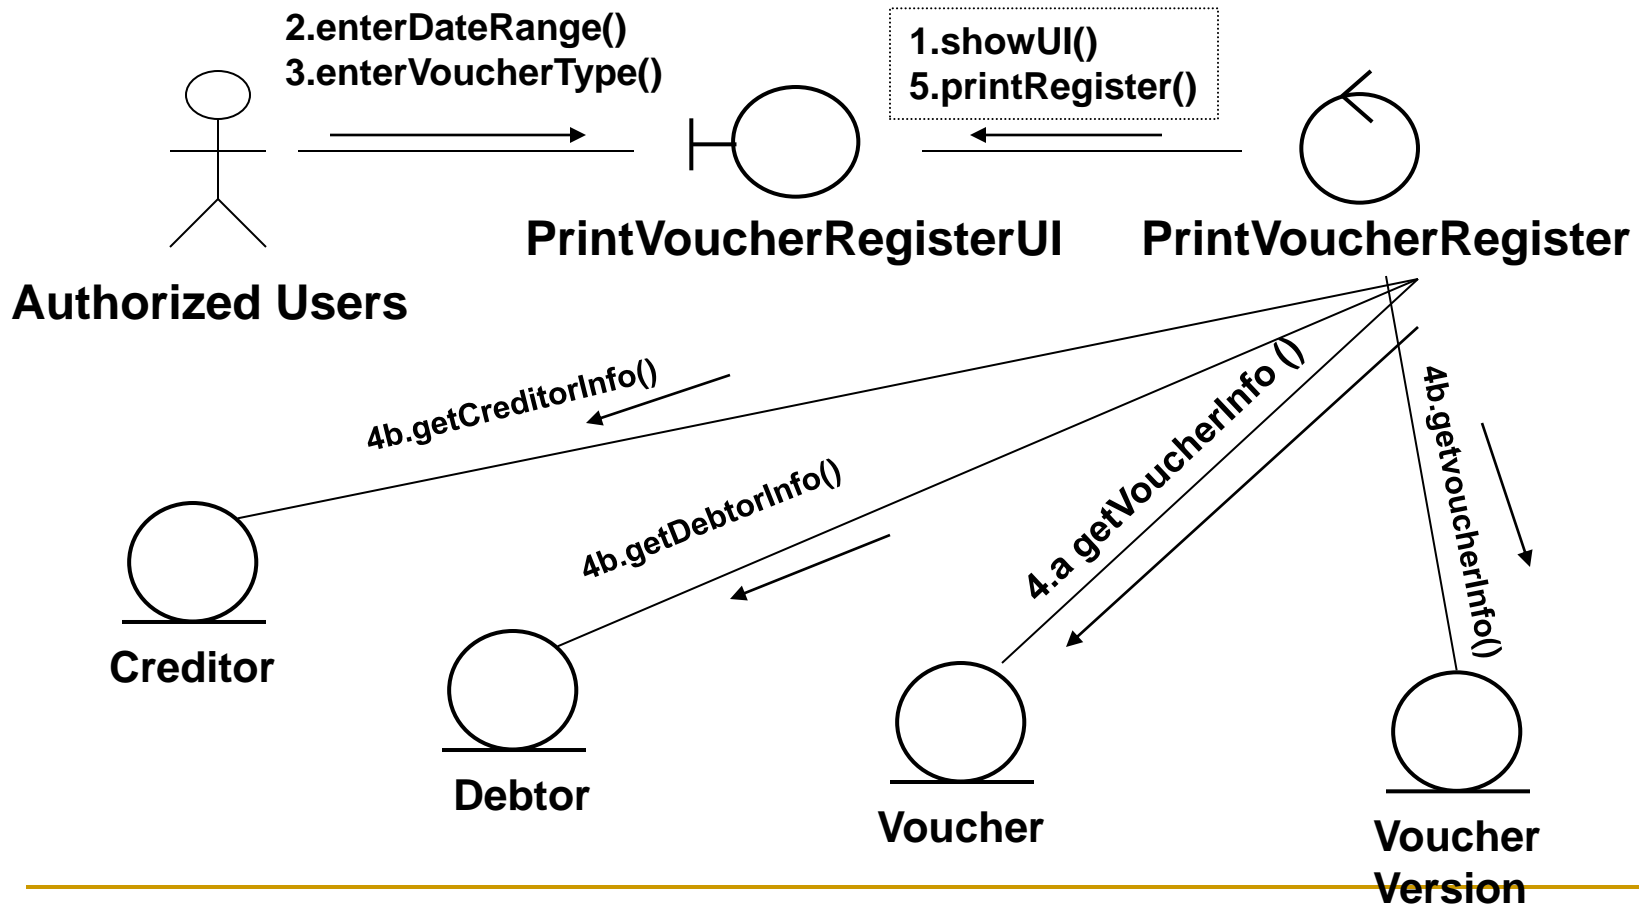 2.enterDateRange()
3.enterVoucherType()
1.showUI()
5.printRegister()
PrintVoucherRegisterUI
PrintVoucherRegister
Authorized Users
4b.getCreditorInfo()
4b.getDebtorInfo()
4.a getVoucherInfo ()
4b.getvoucherInfo()
Creditor
Debtor
Voucher
Voucher
Version